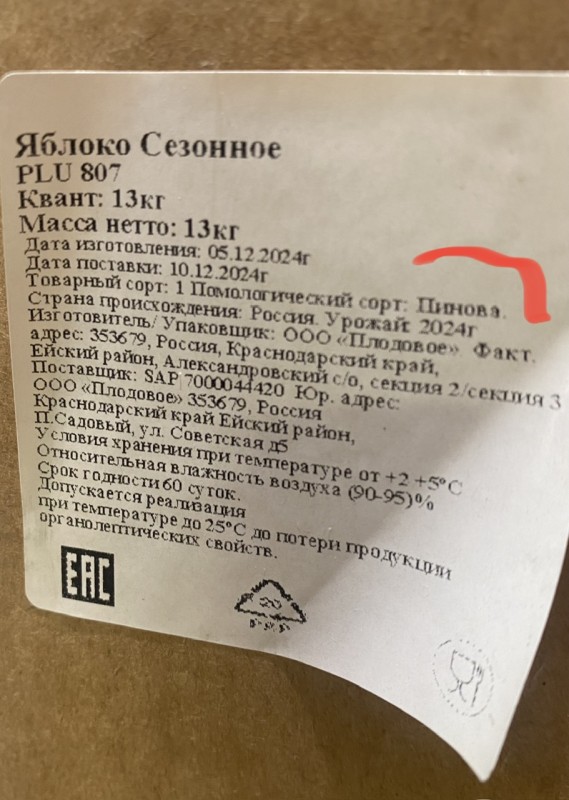 Яблоко Сезонное
PLU 807
Квант: 13кг
Масса нетто: 13кг
Дата изготовления: 05.12.2024г
Дата поставки: 10.12.2024г
Товарный сорт: 1 Помологический сорт: Пинова.
Страна происхождения: Россия. Урожай: 2024г
Изготовитель/ Упаковщик: ООО «Плодовое» Факт.
адрес: 353679, Россия, Краснодарский край,
Ейский район, Александровский с/о, секция 2/секция 3
Поставщик: SAP 7000044420 Юр. адрес:
ООО «Плодовое» 353679, Россия
Краснодарский край Ейский район,
П.Садовый, ул. Советская д5
Условия хранения при температуре от +2 +5°С
Относительная влажность воздуха (90-95)%
Срок годности 60 суток.
Допускается реализация
при температуре до 25°С до потери продукции
органолептических свойств.
EAC